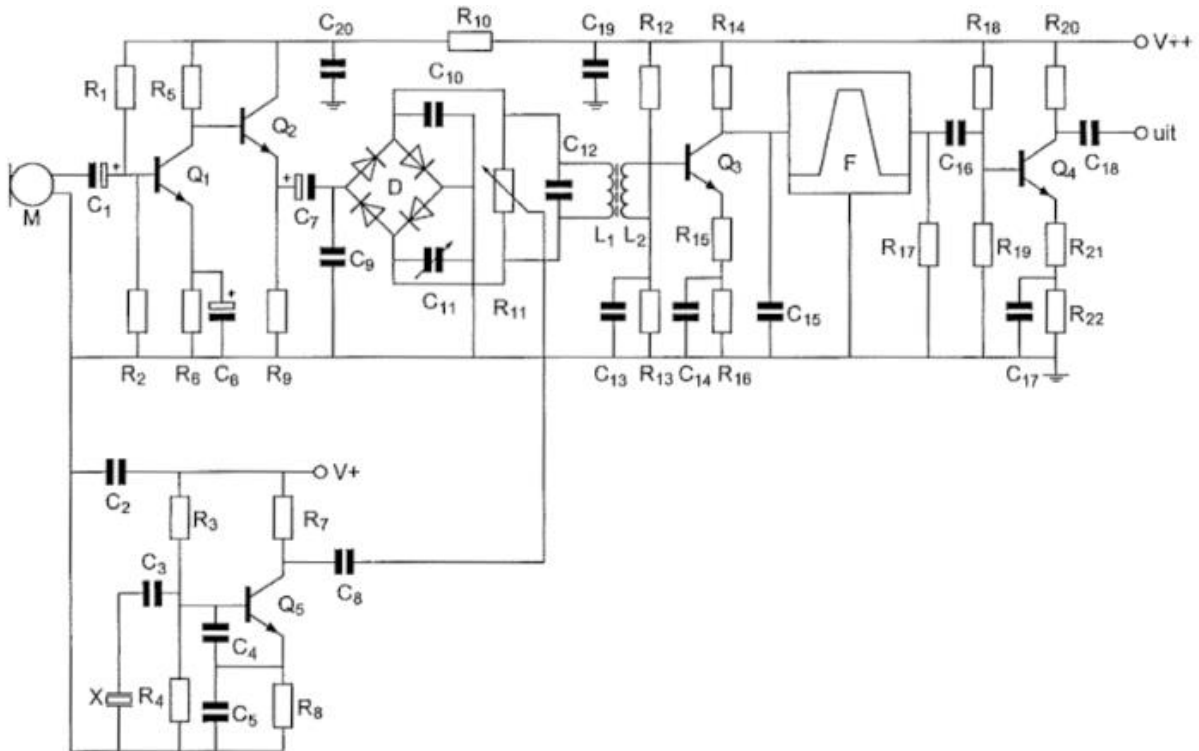 C20
R10
C19
R12
R14
R18
R20
V++
R1
R5
C10
Q2
C12
Q3
F
C16
Q4
C18
uit
+
Q1
+
D
M
C1
C7
L1
L2
R15
R17
R19
R21
C9
+
C11
R11
C15
R22
R2
R6
C6
R9
C13
R13
C14
R16
C17
V+
C2
R3
R7
C3
C8
Q5
C4
X
R4
C5
R8